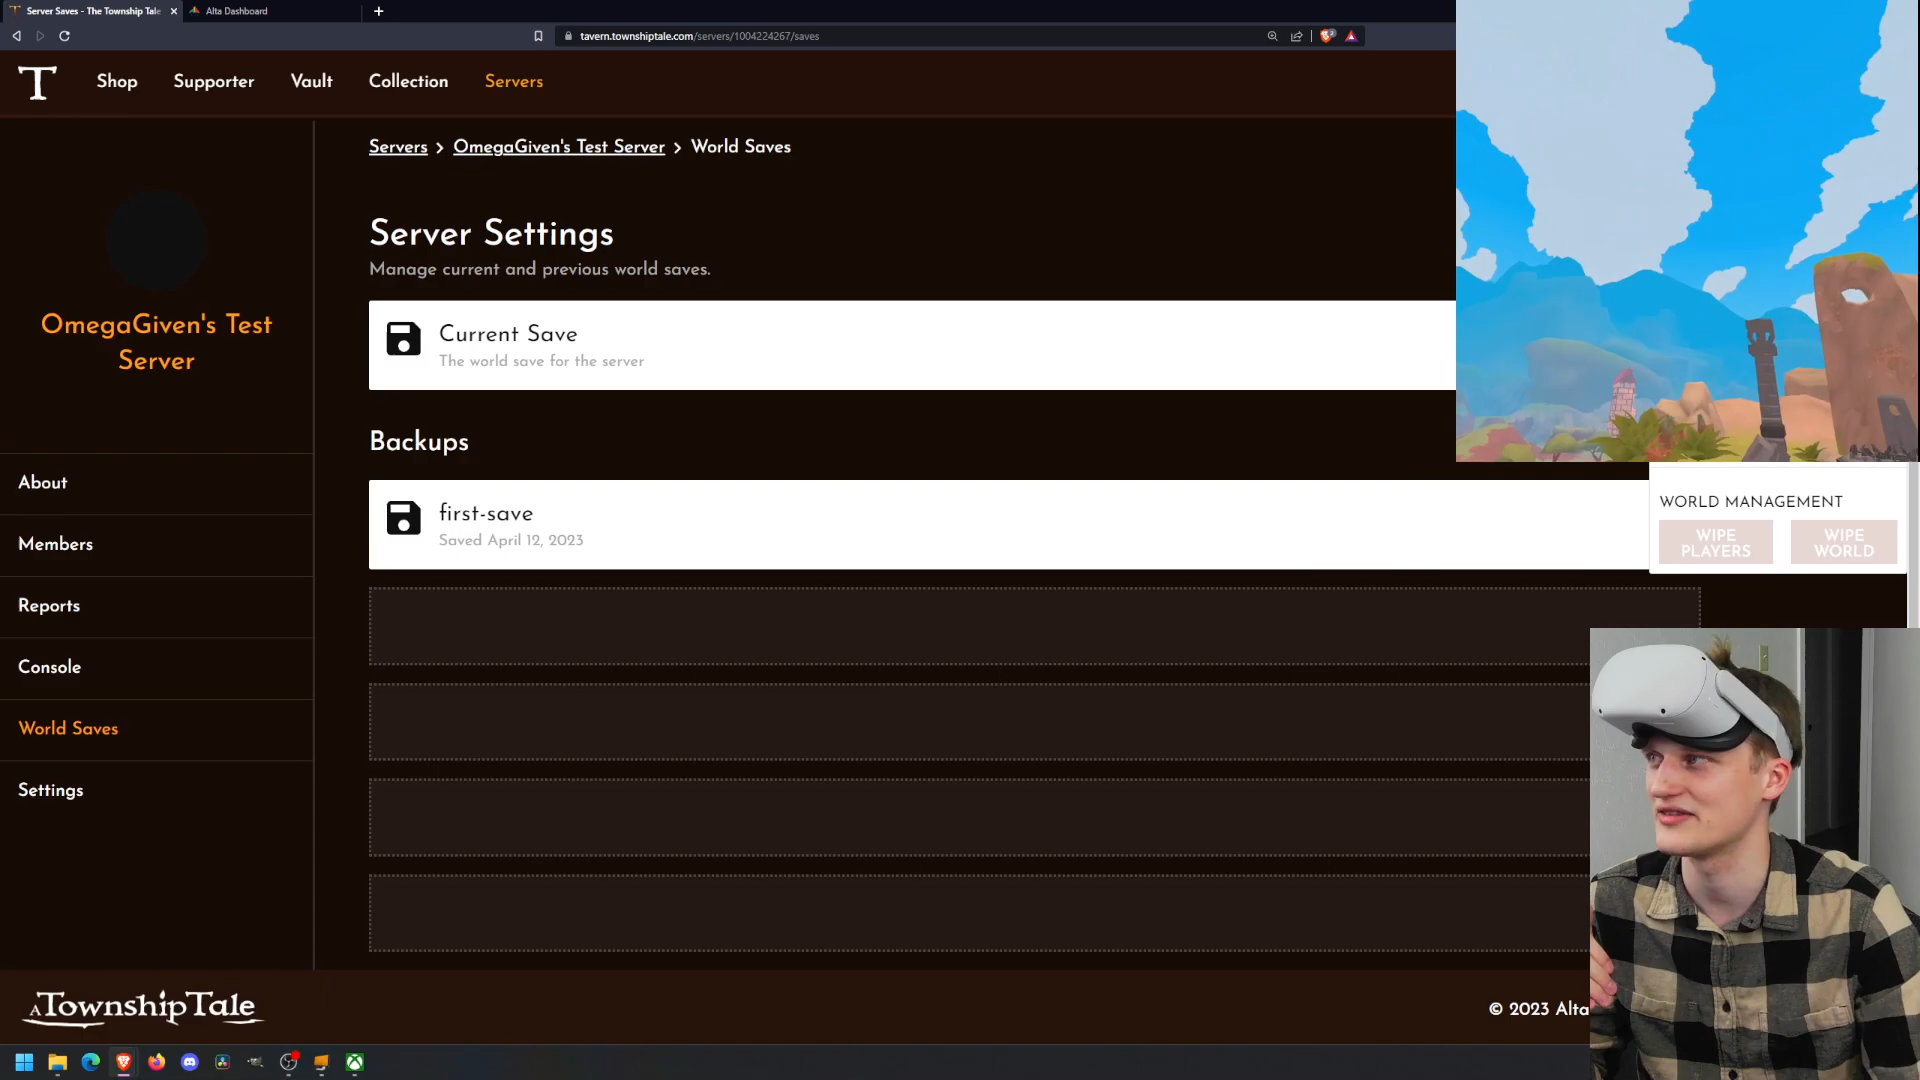 Server Saves - The Township Tale
Alta Dashboard
tavern.townshiptale.com/servers/1004224267/saves
2
T
Shop
Supporter
Vault
Collection
Servers
Servers > OmegaGiven's Test Server > World Saves
OmegaGiven's Test
Server
About
Members
Reports
Console
World Saves
Settings
Server Settings
Manage current and previous world saves.
Current Save
The world save for the server
Backups
first-save
Saved April 12, 2023
WORLD MANAGEMENT
WIPE
PLAYERS
WIPE
WORLD
A Township Tale
© 2023 Alta